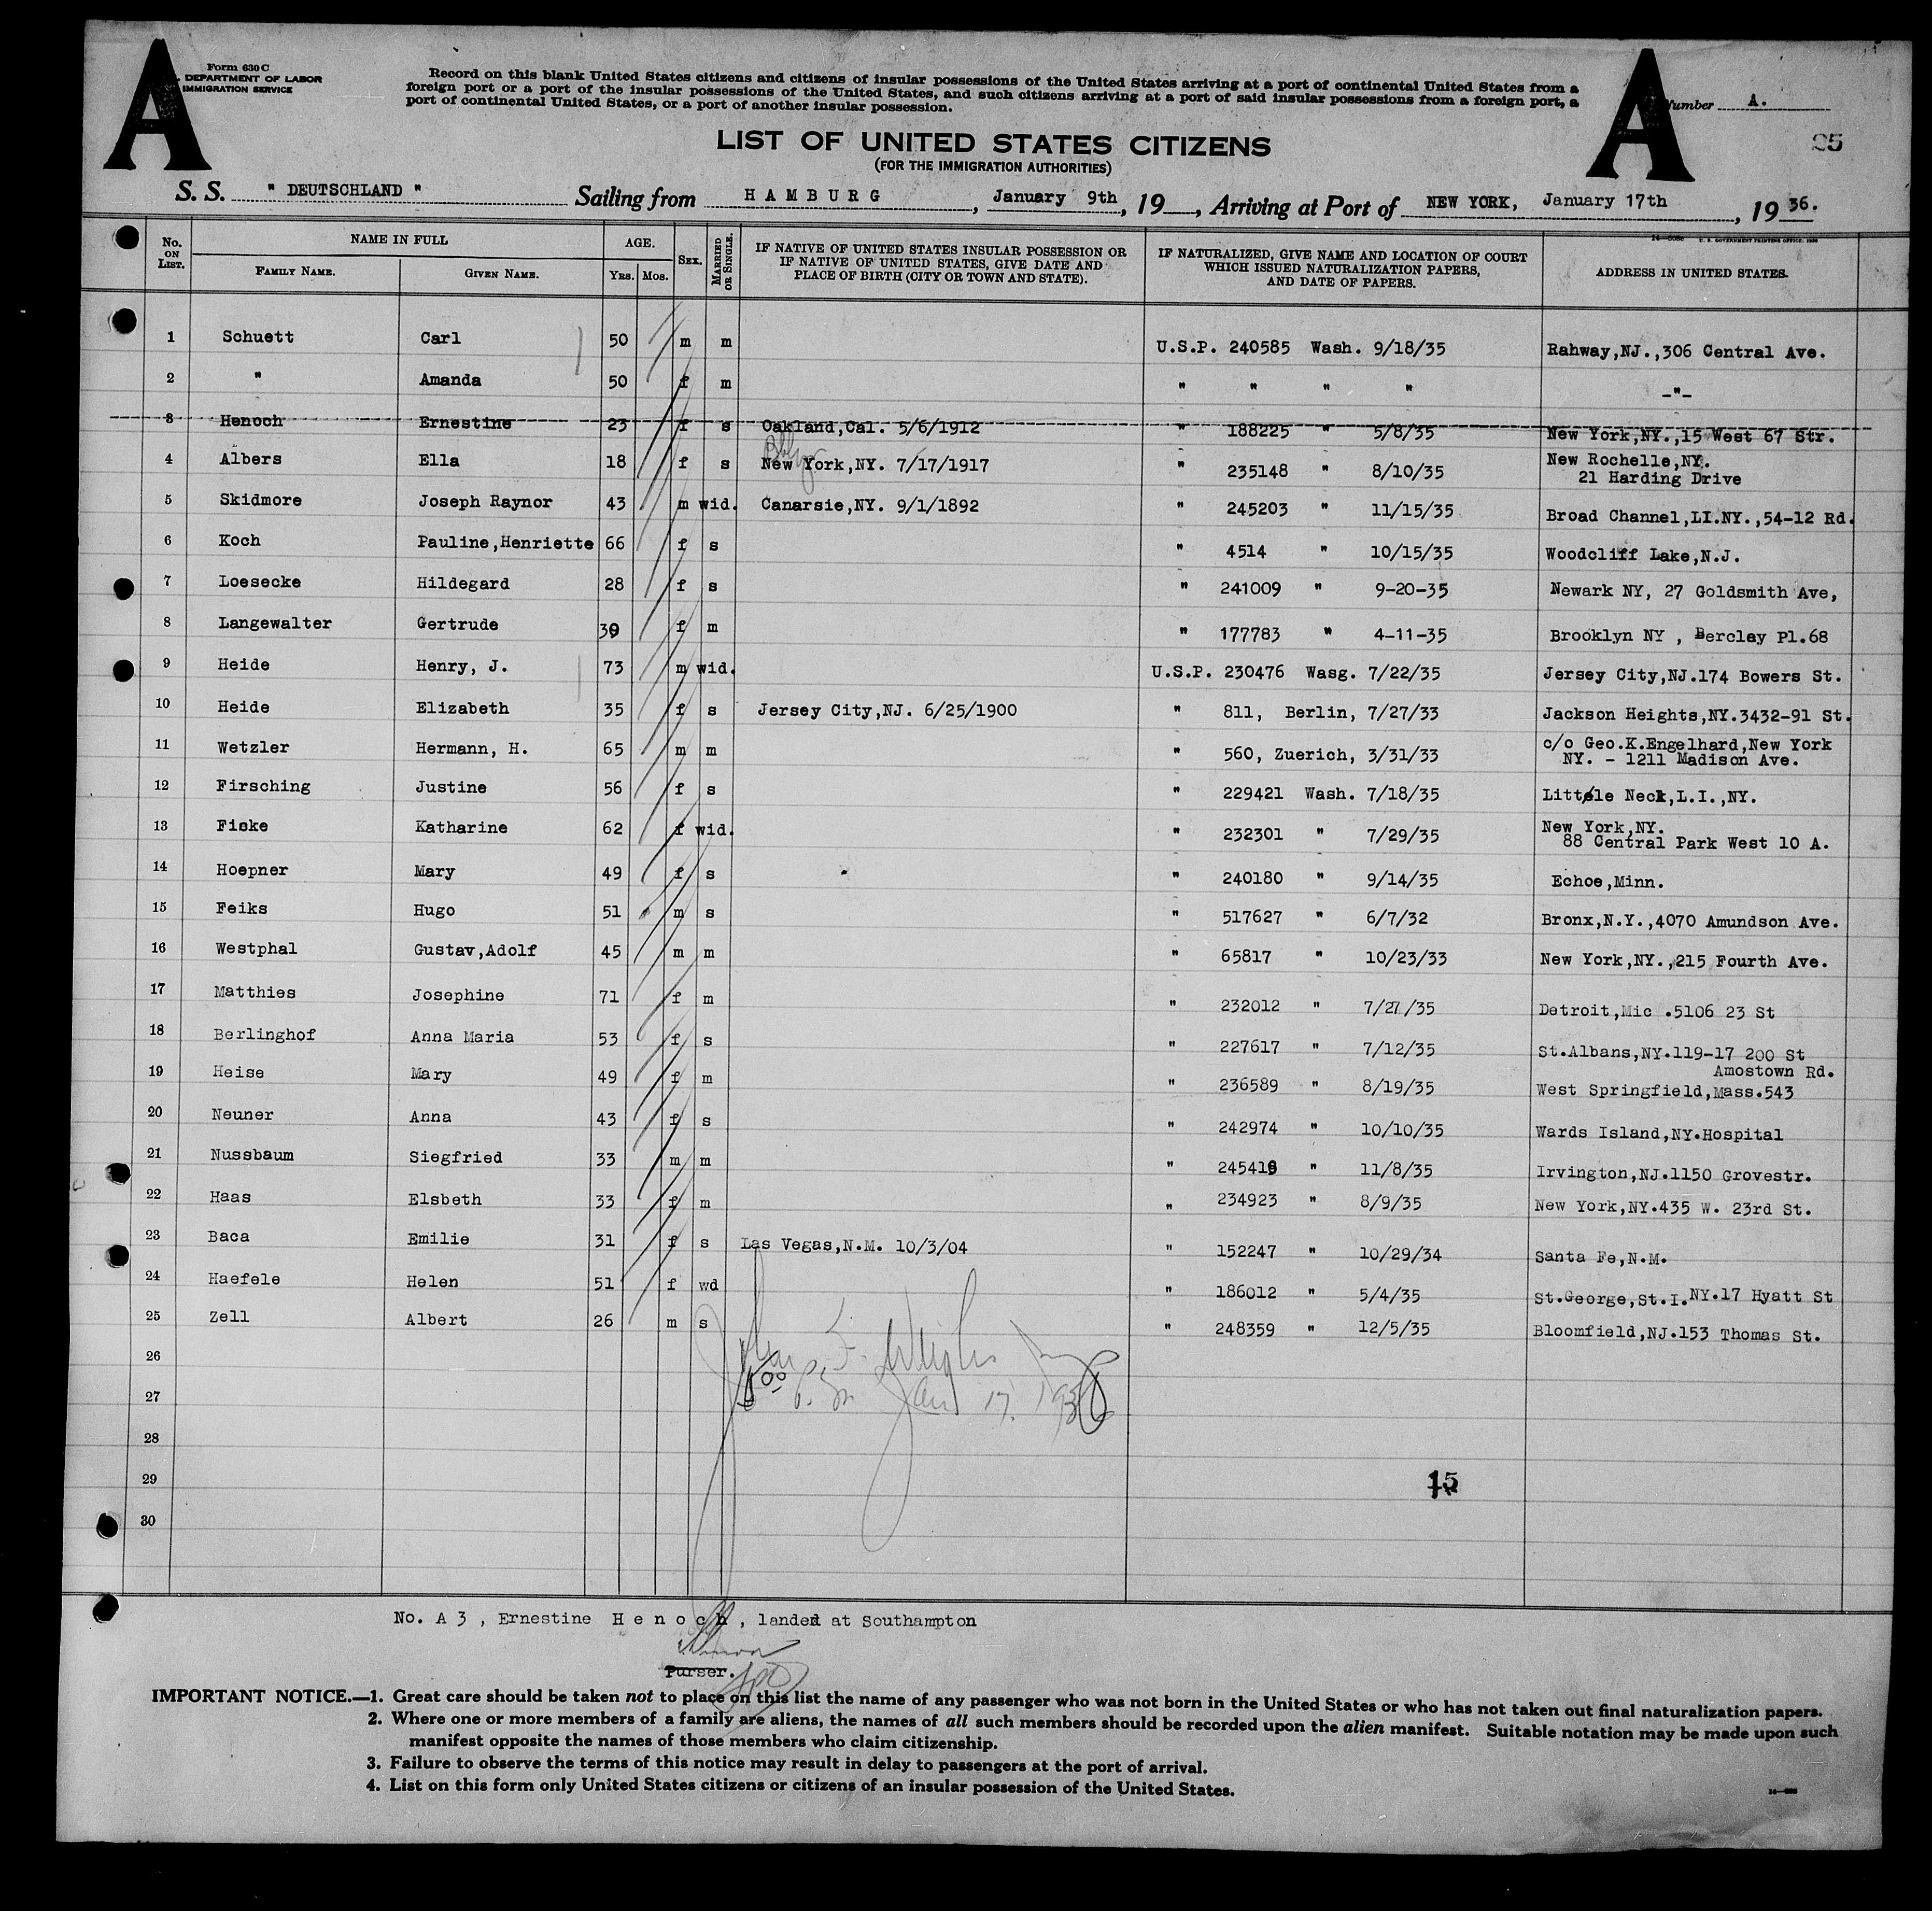 A
Form 630 C
DEPARTMENT OF LABOR
IMMIGRATION SERVICE
Record on this blank United States citizens and citizens of insular possessions of the United States arriving at a port of continental United States from a
foreign port or a port of the insular possessions of the United States, and such citizens arriving at a port of said insular possessions from a foreign port, a
port of continental United States, or a port of another insular possession.
A
Number A.
LIST OF UNITED STATES CITIZENS
(FOR THE IMMIGRATION AUTHORITIES)
S. S. " DEUTSCHLAND " Sailing from H A M B U R G, January 9th, 19__, Arriving at Port of NEW YORK, January 17th, 1936.
No. ON LIST. NAME IN FULL FAMILY NAME. GIVEN NAME. AGE. YRS. MOS. SEX. MARRIED OR SINGLE. IF NATIVE OF UNITED STATES INSULAR POSSESSION OR IF NATIVE OF UNITED STATES, GIVE DATE AND PLACE OF BIRTH (CITY OR TOWN AND STATE). IF NATURALIZED, GIVE NAME AND LOCATION OF COURT WHICH ISSUED NATURALIZATION PAPERS, AND DATE OF PAPERS. ADDRESS IN UNITED STATES.
1 Schuett Carl 50 m m U.S.P. 240585 Wash. 9/18/35 Rahway,NJ.,306 Central Ave.
2 " Amanda 50 f m " " " " -"-
3 Henoch Ernestine 23 f s Oakland,Cal. 5/6/1912 " 188225 " 5/8/35 New York,NY.,15 West 67 Str.
4 Albers Ella 18 f s New York,NY. 7/17/1917 " 235148 " 8/10/35 New Rochelle,NY.
21 Harding Drive
5 Skidmore Joseph Raynor 43 m wid. Canarsie,NY. 9/1/1892 " 245203 " 11/15/35 Broad Channel,LI.NY.,54-12 Rd.
6 Koch Pauline,Henriette 66 f s " 4514 " 10/15/35 Woodcliff Lake,N.J.
7 Loesecke Hildegard 28 f s " 241009 " 9-20-35 Newark NY, 27 Goldsmith Ave,
8 Langewalter Gertrude 39 f m " 177783 " 4-11-35 Brooklyn NY , Bercley Pl.68
9 Heide Henry, J. 73 m wid. U.S.P. 230476 Wasg. 7/22/35 Jersey City,NJ.174 Bowers St.
10 Heide Elizabeth 35 f s Jersey City,NJ. 6/25/1900 " 811, Berlin, 7/27/33 Jackson Heights,NY.3432-91 St.
11 Wetzler Hermann, H. 65 m m " 560, Zuerich, 3/31/33 c/o Geo.K.Engelhard,New York
NY. - 1211 Madison Ave.
12 Firsching Justine 56 f s " 229421 Wash. 7/18/35 Little Neck,L.I.,NY.
13 Fiske Katharine 62 f wid. " 232301 " 7/29/35 New York,NY.
88 Central Park West 10 A.
14 Hoepner Mary 49 f s " 240180 " 9/14/35 Echoe,Minn.
15 Feiks Hugo 51 m s " 517627 " 6/7/32 Bronx,N.Y.,4070 Amundson Ave.
16 Westphal Gustav,Adolf 45 m m " 65817 " 10/23/33 New York,NY.,215 Fourth Ave.
17 Matthies Josephine 71 f m " 232012 " 7/27/35 Detroit,Mic .5106 23 St
18 Berlinghof Anna Maria 53 f s " 227617 " 7/12/35 St.Albans,NY.119-17 200 St
19 Heise Mary 49 f m " 236589 " 8/19/35 Amostown Rd.
West Springfield,Mass.543
20 Neuner Anna 43 f s " 242974 " 10/10/35 Wards Island,NY.Hospital
21 Nussbaum Siegfried 33 m m " 245419 " 11/8/35 Irvington,NJ.1150 Grovestr.
22 Haas Elsbeth 33 f m " 234923 " 8/9/35 New York,NY.435 W. 23rd St.
23 Baca Emilie 31 f s Las Vegas,N.M. 10/3/04 " 152247 " 10/29/34 Santa Fe,N.M.
24 Haefele Helen 51 f wd " 186012 " 5/4/35 St.George,St.I.NY.17 Hyatt St
25 Zell Albert 26 m s " 248359 " 12/5/35 Bloomfield,NJ.153 Thomas St.
26
27 Jan 17. 1936
28
29 15
30
No. A 3 , Ernestine H e n o c h , landed at Southampton
Purser.
IMPORTANT NOTICE.—1. Great care should be taken not to place on this list the name of any passenger who was not born in the United States or who has not taken out final naturalization papers.
2. Where one or more members of a family are aliens, the names of all such members should be recorded upon the alien manifest. Suitable notation may be made upon such
manifest opposite the names of those members who claim citizenship.
3. Failure to observe the terms of this notice may result in delay to passengers at the port of arrival.
4. List on this form only United States citizens or citizens of an insular possession of the United States.